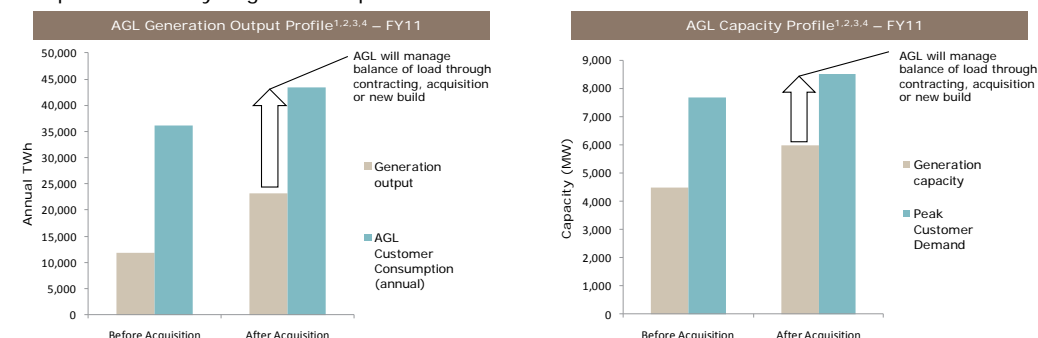 AGL Generation Output Profile1,2,3,4 – FY11
50,000
45,000
40,000
35,000
30,000
25,000
20,000
15,000
10,000
5,000
0
Annual TWh
AGL will manage
balance of load through
contracting, acquisition
or new build
Generation
output
AGL
Customer
Consumption
(annual)
Before Acquisition
After Acquisition
AGL Capacity Profile1,2,3,4 – FY11
9,000
8,000
7,000
6,000
5,000
4,000
3,000
2,000
1,000
0
Capacity (MW)
AGL will manage
balance of load through
contracting, acquisition
or new build
Generation
capacity
Peak
Customer
Demand
Before Acquisition
After Acquisition